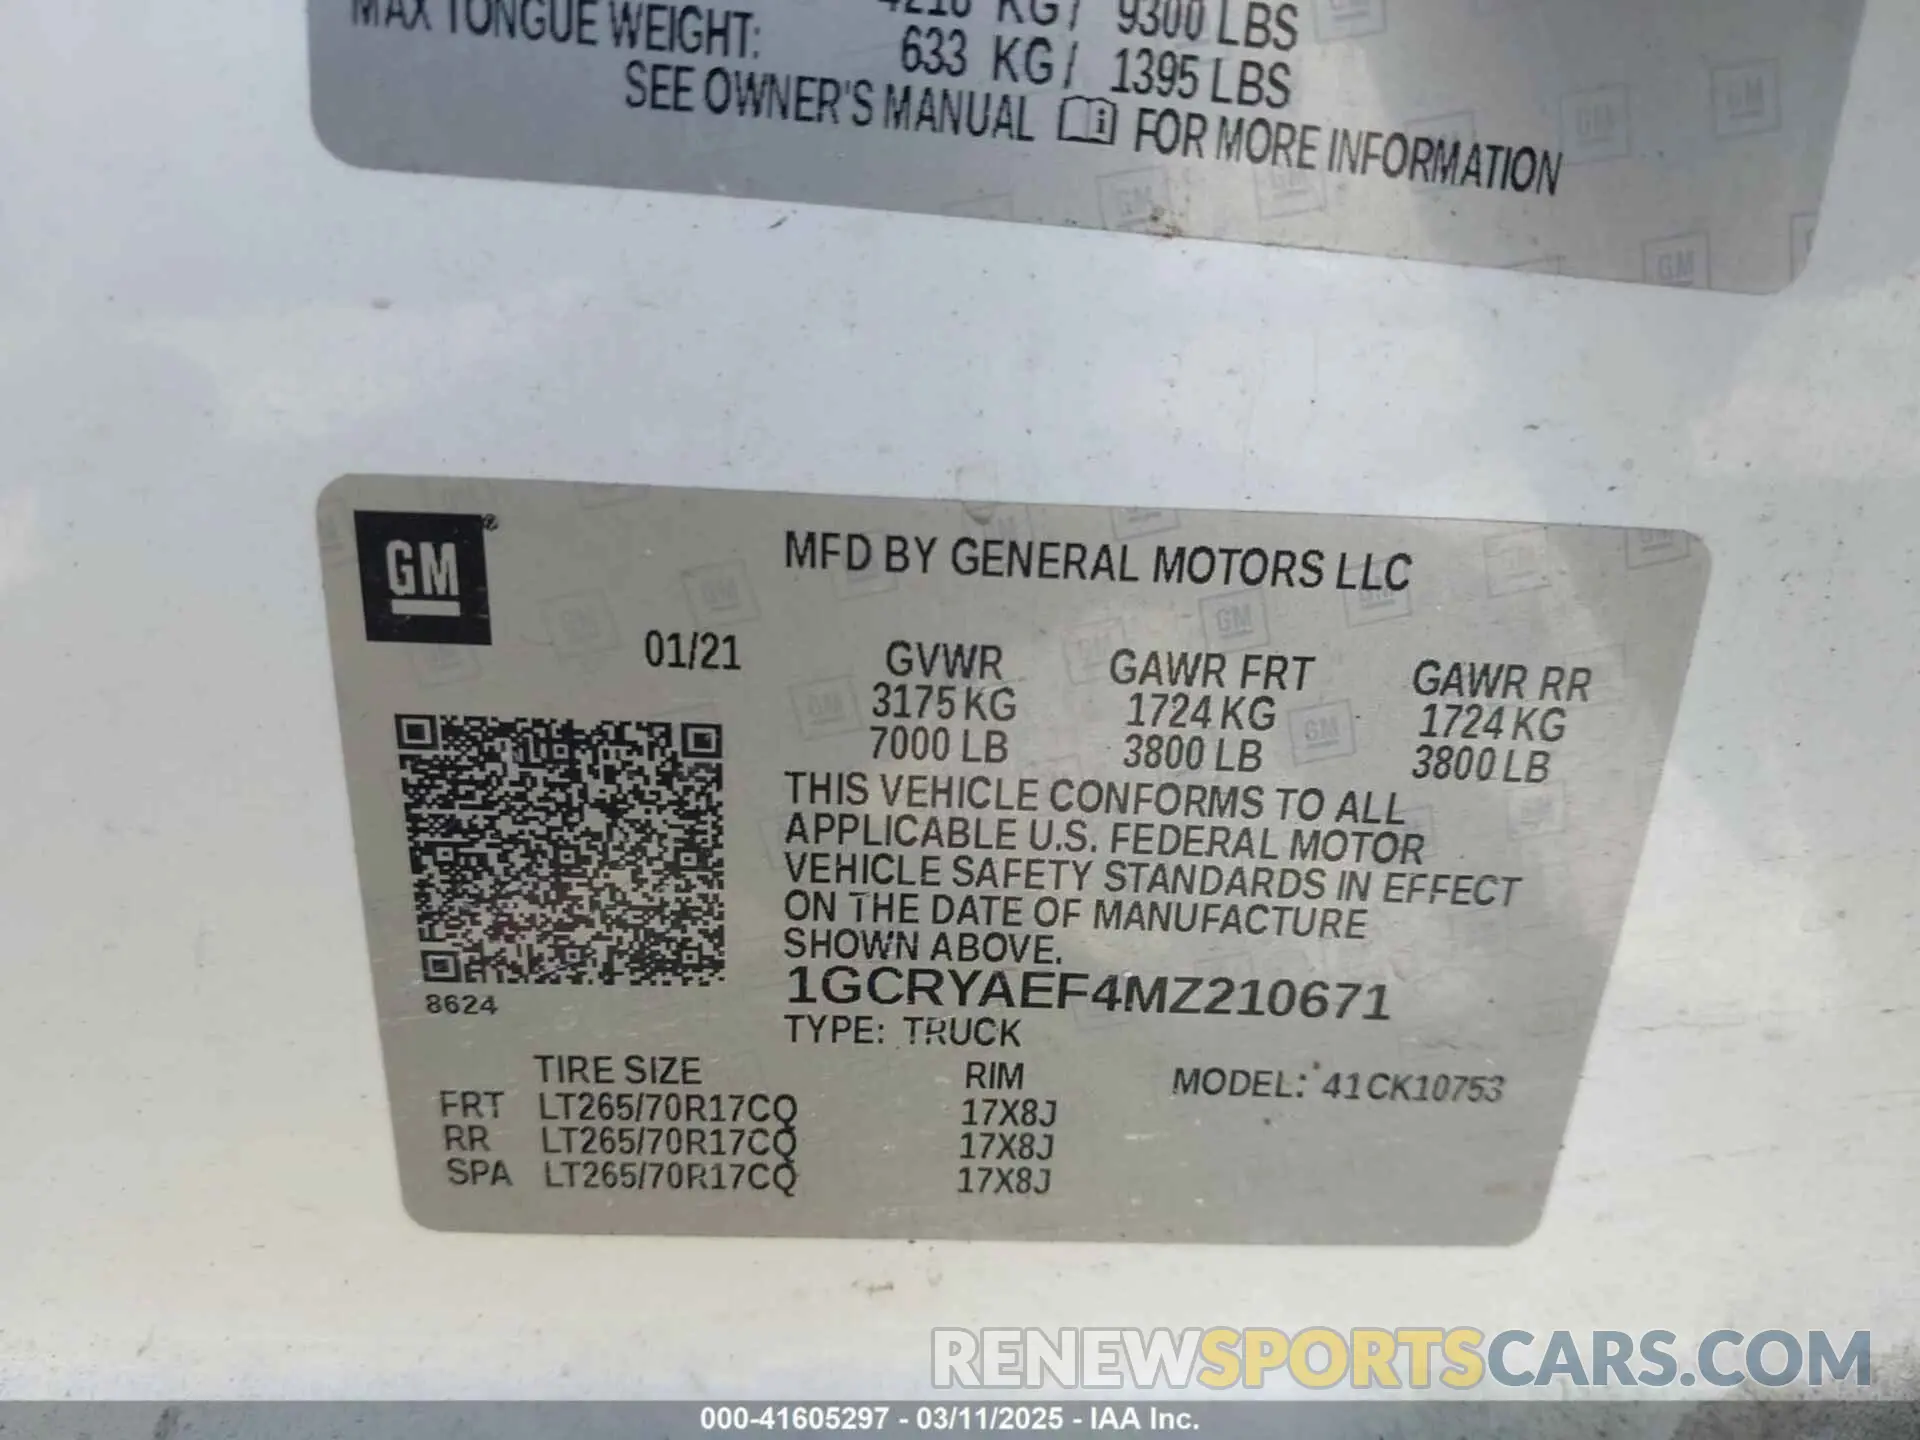 KG / 9300 LBS
MAX TONGUE WEIGHT: 633 KG / 1395 LBS
SEE OWNER'S MANUAL FOR MORE INFORMATION
GM
MFD BY GENERAL MOTORS LLC
01/21
GVWR GAWR FRT GAWR RR
3175 KG 1724 KG 1724 KG
7000 LB 3800 LB 3800 LB
THIS VEHICLE CONFORMS TO ALL
APPLICABLE U.S. FEDERAL MOTOR
VEHICLE SAFETY STANDARDS IN EFFECT
ON THE DATE OF MANUFACTURE
SHOWN ABOVE.
1GCRYAEF4MZ210671
8624
TYPE: TRUCK
TIRE SIZE RIM MODEL: 41CK10753
FRT LT265/70R17CQ 17X8J
RR LT265/70R17CQ 17X8J
SPA LT265/70R17CQ 17X8J
RENEWSPORTSCARS.COM
000-41605297 - 03/11/2025 - IAA Inc.